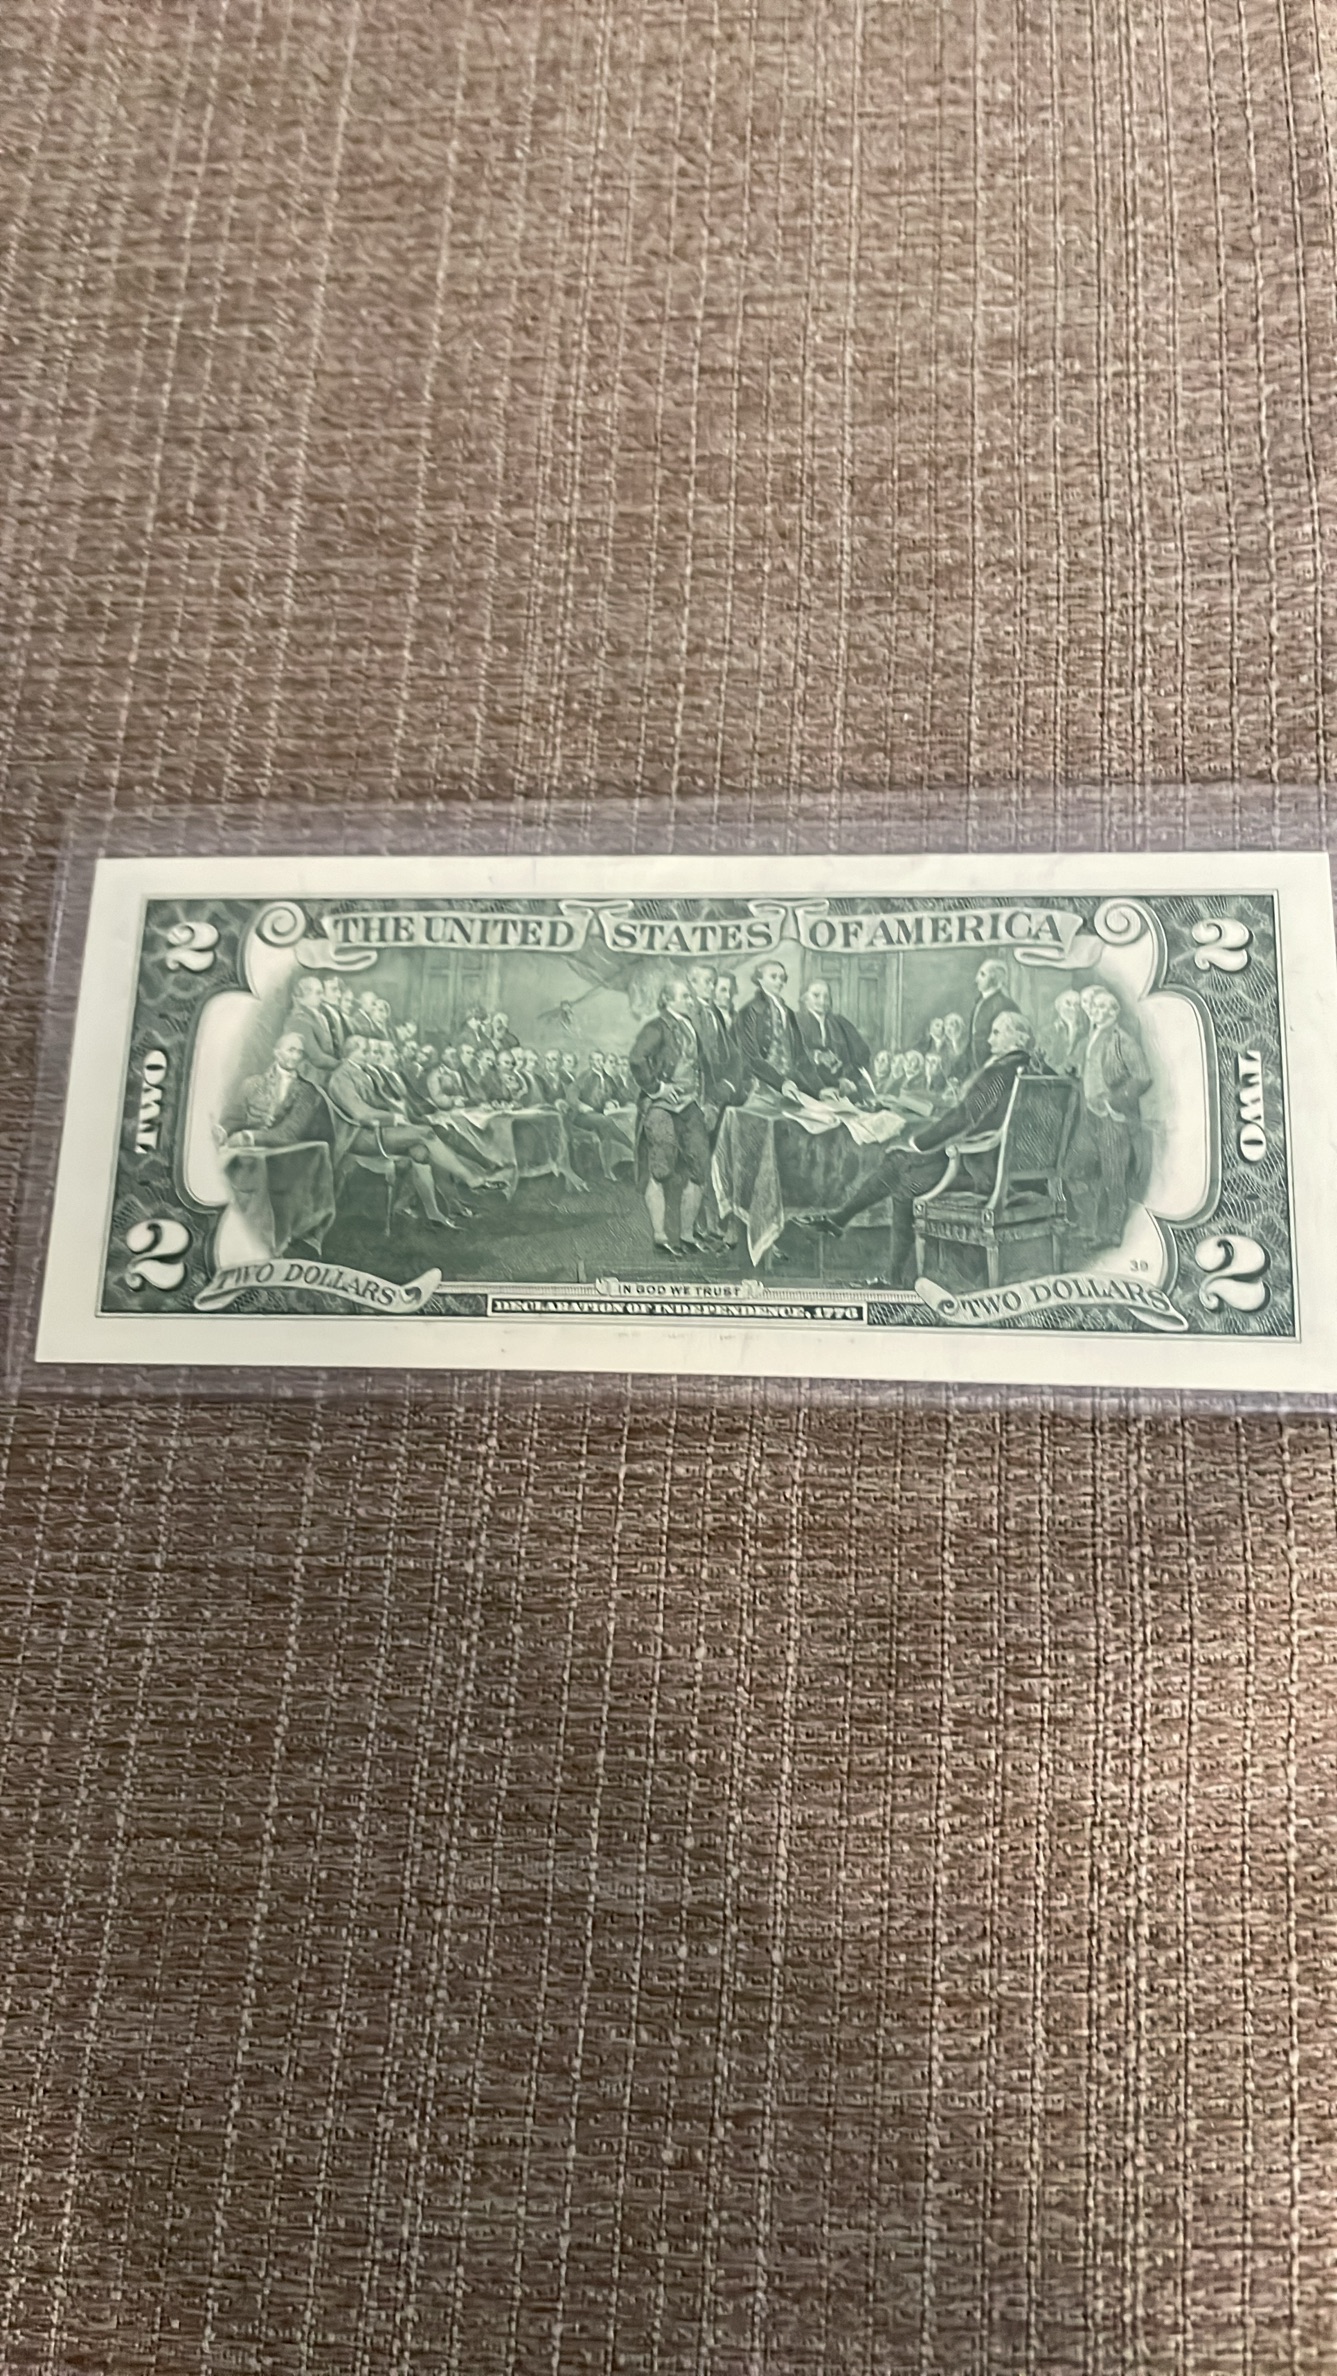 2 THE UNITED STATES OF AMERICA 2
TWO TWO
39
2 TWO DOLLARS IN GOD WE TRUST TWO DOLLARS 2
DECLARATION OF INDEPENDENCE, 1776